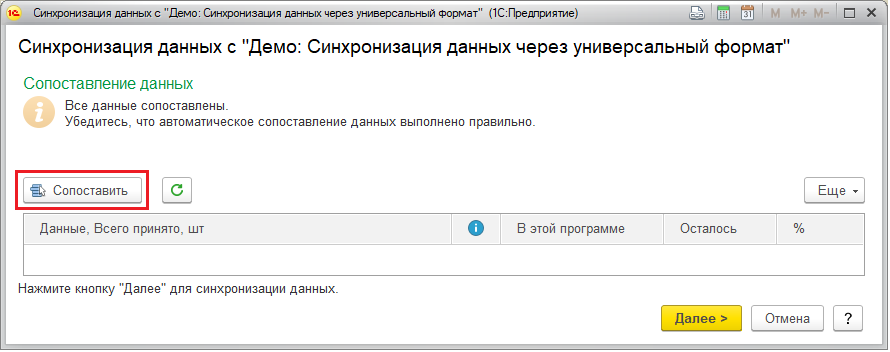 Синхронизация данных с "Демо: Синхронизация данных через универсальный формат" (1С:Предприятие)
M M+ M-
31
Синхронизация данных с "Демо: Синхронизация данных через универсальный формат"
Сопоставление данных
Все данные сопоставлены.
Убедитесь, что автоматическое сопоставление данных выполнено правильно.
Сопоставить
Еще
Данные, Всего принято, шт В этой программе Осталось %
Нажмите кнопку "Далее" для синхронизации данных.
Далее > Отмена ?